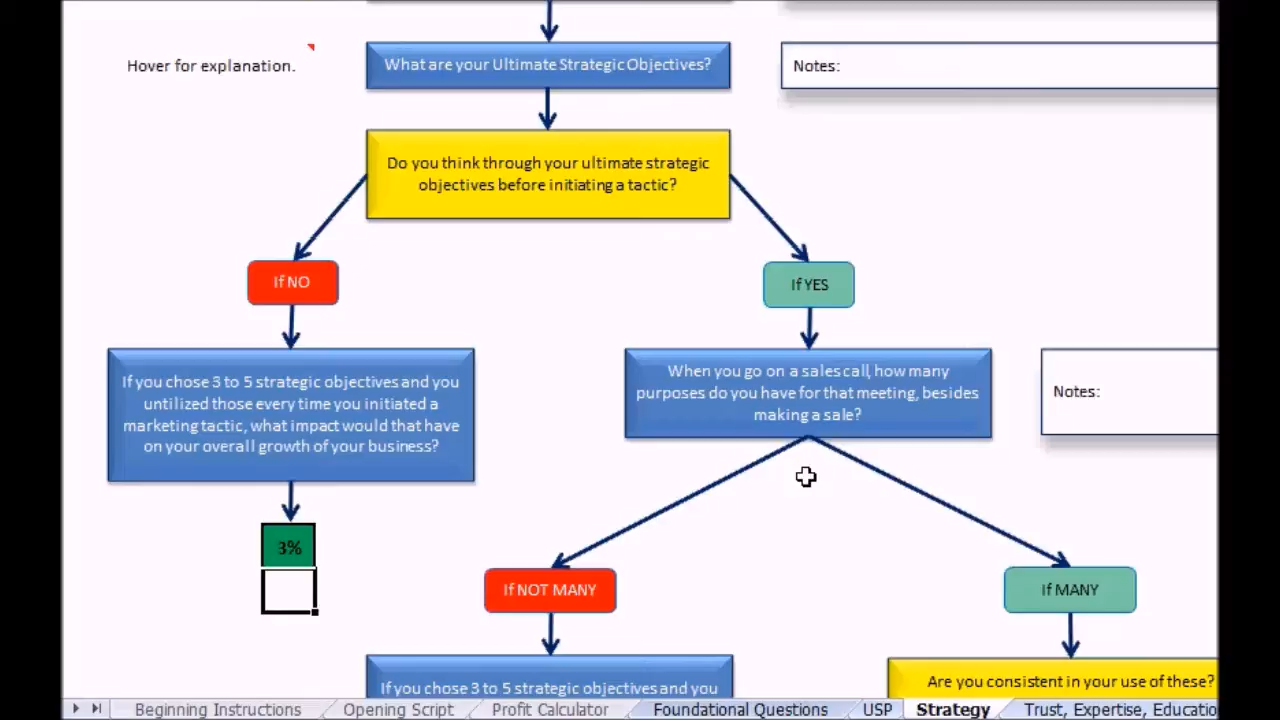 Hover for explanation.
What are your Ultimate Strategic Objectives?
Notes:
Do you think through your ultimate strategic
objectives before initiating a tactic?
If NO
If YES
If you chose 3 to 5 strategic objectives and you
untilized those every time you initiated a
marketing tactic, what impact would that have
on your overall growth of your business?
When you go on a sales call, how many
purposes do you have for that meeting, besides
making a sale?
Notes:
3%
If NOT MANY
If MANY
If you chose 3 to 5 strategic objectives and you
Are you consistent in your use of these?
Beginning Instructions
Opening Script
Profit Calculator
Foundational Questions
USP
Strategy
Trust, Expertise, Educatio